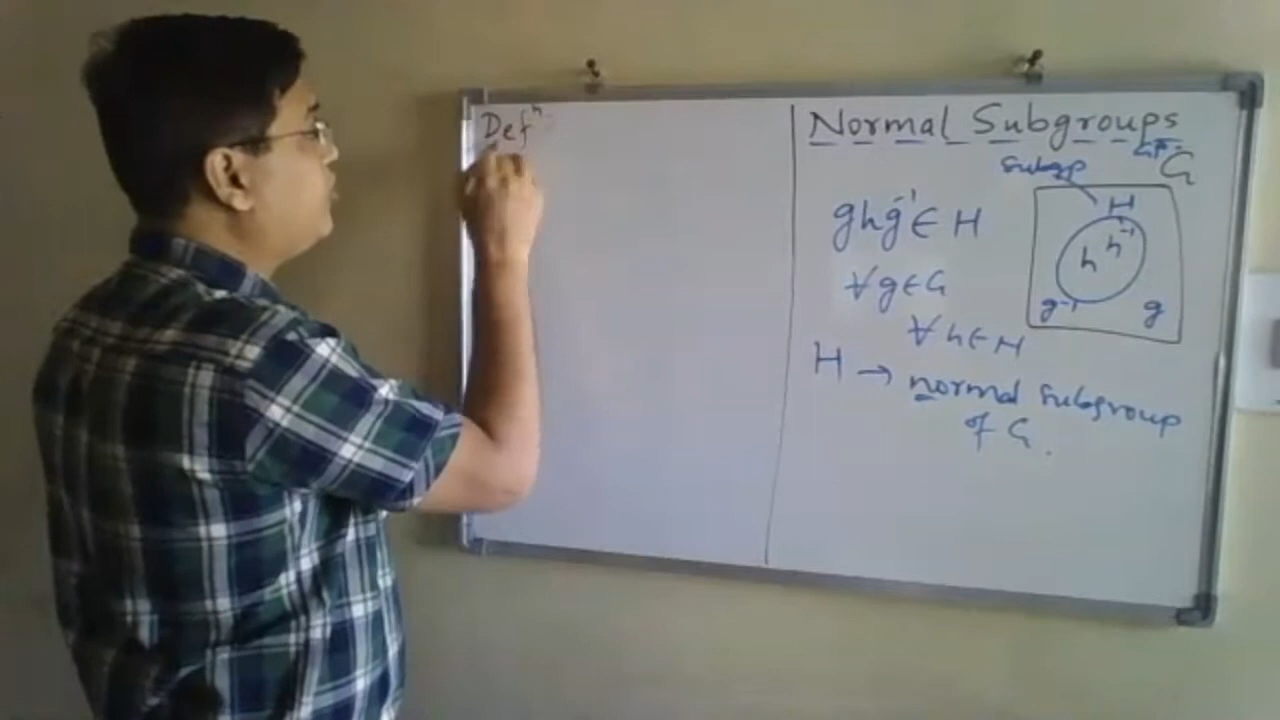 Defⁿ
Normal Subgroups
Subgp
G
H
ghg⁻¹ ∈ H
h h⁻¹
∀ g ∈ G
g⁻¹ g
∀ h ∈ H
H → normal subgroup
of G.